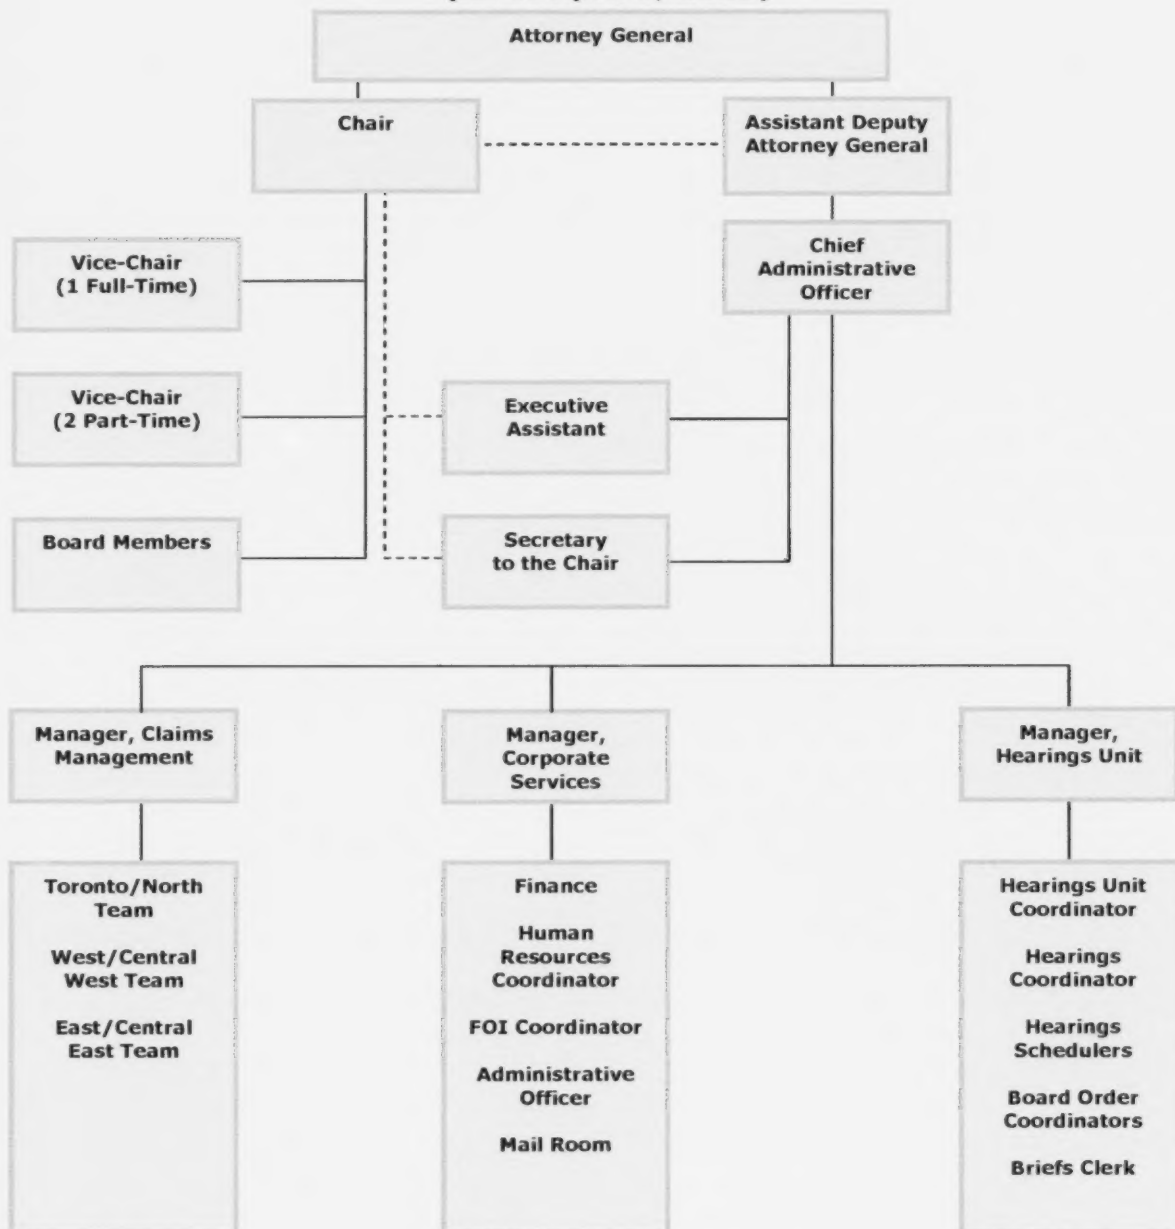 Attorney General
Chair
Assistant Deputy
Attorney General
Chief
Administrative
Officer
Vice-Chair
(1 Full-Time)
Vice-Chair
(2 Part-Time)
Executive
Assistant
Board Members
Secretary
to the Chair
Manager, Claims
Management
Manager,
Corporate
Services
Manager,
Hearings Unit
Toronto/North
Team
West/Central
West Team
East/Central
East Team
Finance
Human
Resources
Coordinator
FOI Coordinator
Administrative
Officer
Mail Room
Hearings Unit
Coordinator
Hearings
Coordinator
Hearings
Schedulers
Board Order
Coordinators
Briefs Clerk